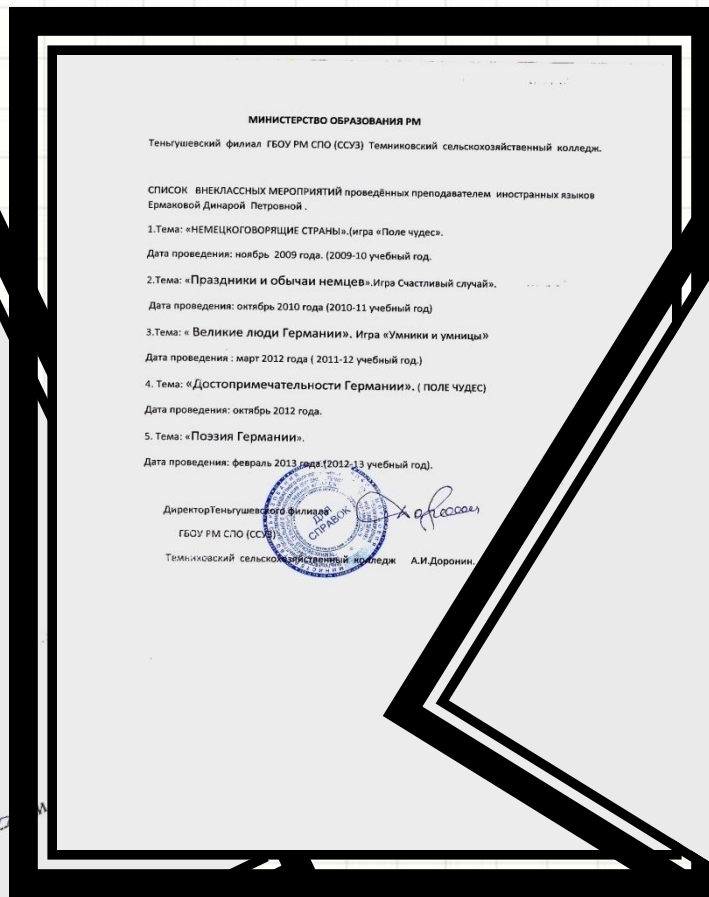 МИНИСТЕРСТВО ОБРАЗОВАНИЯ РМ
Теньгушевский филиал ГБОУ РМ СПО (ССУЗ) Темниковский сельскохозяйственный колледж.
СПИСОК ВНЕКЛАССНЫХ МЕРОПРИЯТИЙ проведённых преподавателем иностранных языков
Ермаковой Динарой Петровной .
1.Тема: «НЕМЕЦКОГОВОРЯЩИЕ СТРАНЫ».(игра «Поле чудес».
Дата проведения: ноябрь 2009 года. (2009-10 учебный год.
2.Тема: «Праздники и обычаи немцев».Игра Счастливый случай».
Дата проведения: октябрь 2010 года (2010-11 учебный год)
3.Тема: « Великие люди Германии». Игра «Умники и умницы»
Дата проведения : март 2012 года ( 2011-12 учебный год.)
4. Тема: «Достопримечательности Германии». ( ПОЛЕ ЧУДЕС)
Дата проведения: октябрь 2012 года.
5. Тема: «Поэзия Германии».
Дата проведения: февраль 2013 года.(2012-13 учебный год).
ДиректорТеньгушевского филиала
ГБОУ РМ СПО (ССУЗ)
Темниковский сельскохозяйственный колледж А.И.Доронин.
ДЛЯ
СПРАВОК